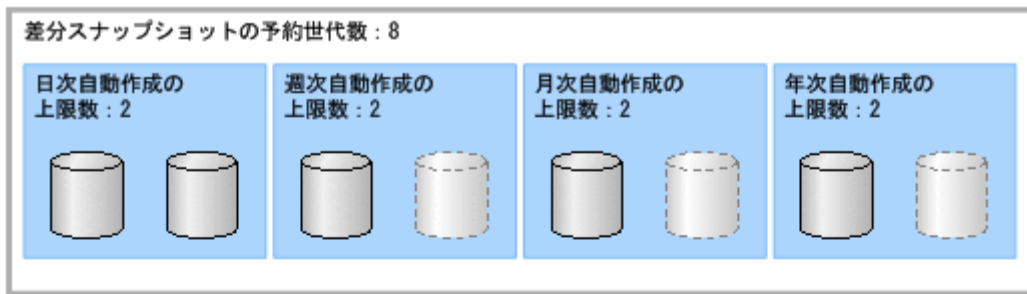 差分スナップショットの予約世代数：8
日次自動作成の
上限数：2
週次自動作成の
上限数：2
月次自動作成の
上限数：2
年次自動作成の
上限数：2